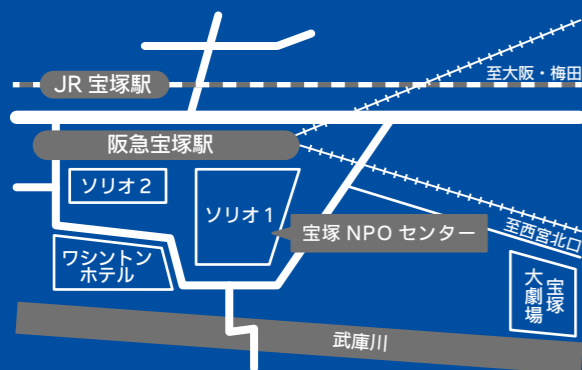 JR 宝塚駅
至大阪・梅田
阪急宝塚駅
ソリオ2
ソリオ1
宝塚 NPO センター
至西宮北口
ワシントン
ホテル
宝塚
大劇場
武庫川